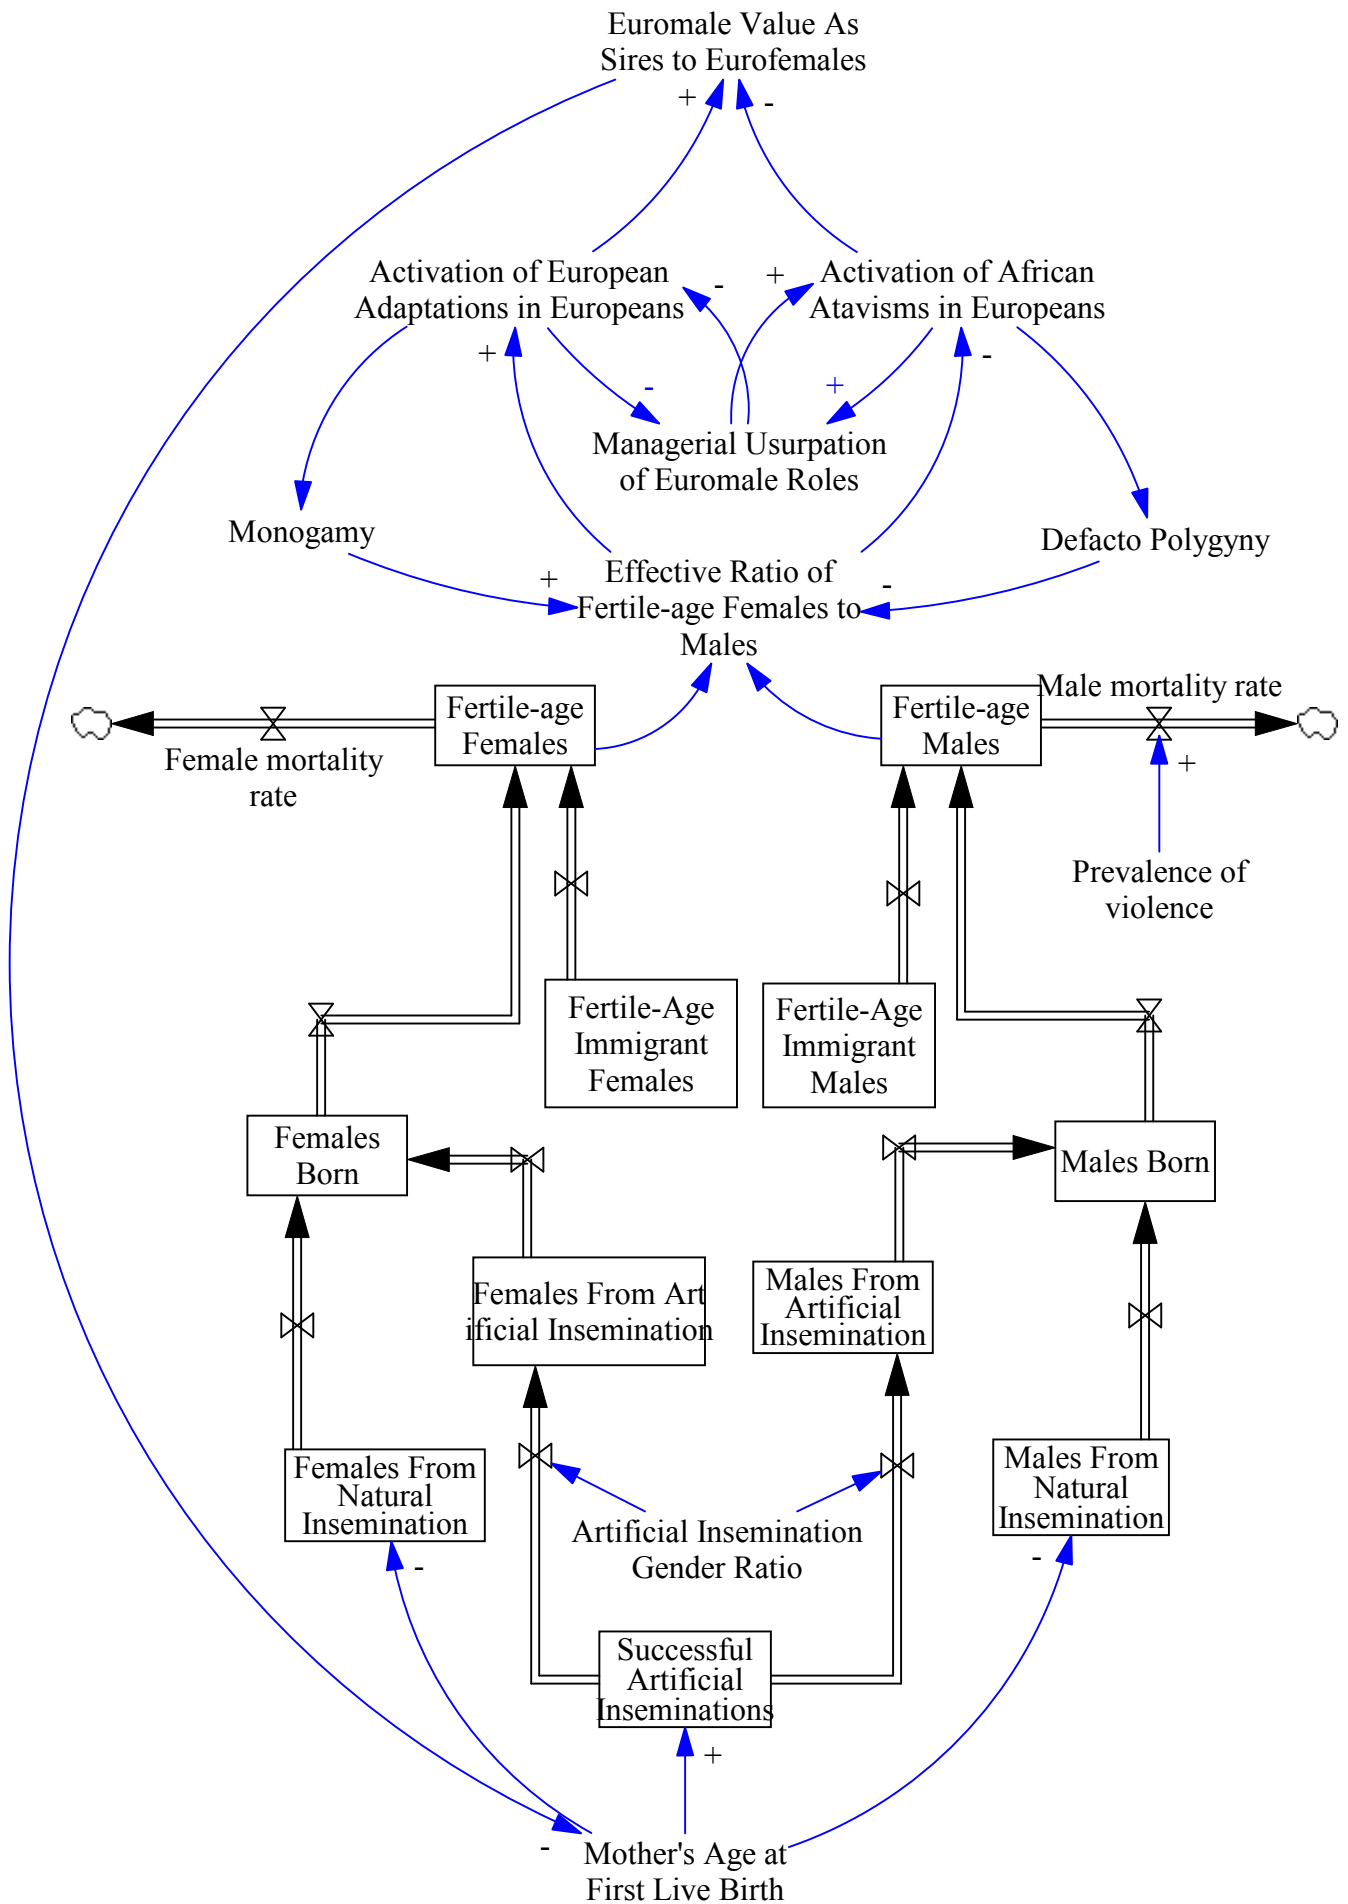 Euromale Value As
Sires to Eurofemales
+
-
Activation of European
Adaptations in Europeans
-
+
Activation of African
Atavisms in Europeans
+
-
-
+
Managerial Usurpation
of Euromale Roles
Monogamy
Defacto Polygyny
+
Effective Ratio of
Fertile-age Females to
Males
-
Fertile-age
Females
Fertile-age
Males
Male mortality rate
Female mortality
rate
+
Prevalence of
violence
Fertile-Age
Immigrant
Females
Fertile-Age
Immigrant
Males
Females
Born
Males Born
Females From Art
ificial Insemination
Males From
Artificial
Insemination
Females From
Natural
Insemination
Males From
Natural
Insemination
Artificial Insemination
Gender Ratio
-
-
Successful
Artificial
Inseminations
+
-
Mother's Age at
First Live Birth